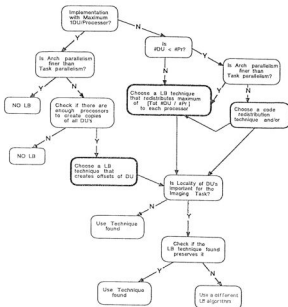 Implementation
with Maximum
1DU/Processor?
Y
N
Is Arch parallelism
finer than
Task parallelism?
Is
#DU < #Pr?
Y
N
Y
N
Is Arch parallelism
finer than
Task parallelism?
NO LB
Check if there are
enough processors
to create copies
of all DU's
Choose a LB technique
that redistributes maximum
of [Tot #DU / #Pr]
to each processor
Y
N
Choose a code
redistribution
technique and/or
N
Y
NO LB
Choose a LB
technique that
creates offsets of DU
Is Locality of DU's
important for the
Imaging Task?
N
Y
Use Technique
found
Check if the
LB technique found
preserves it
Y
N
Use Technique
found
Use a different
LB algorithm